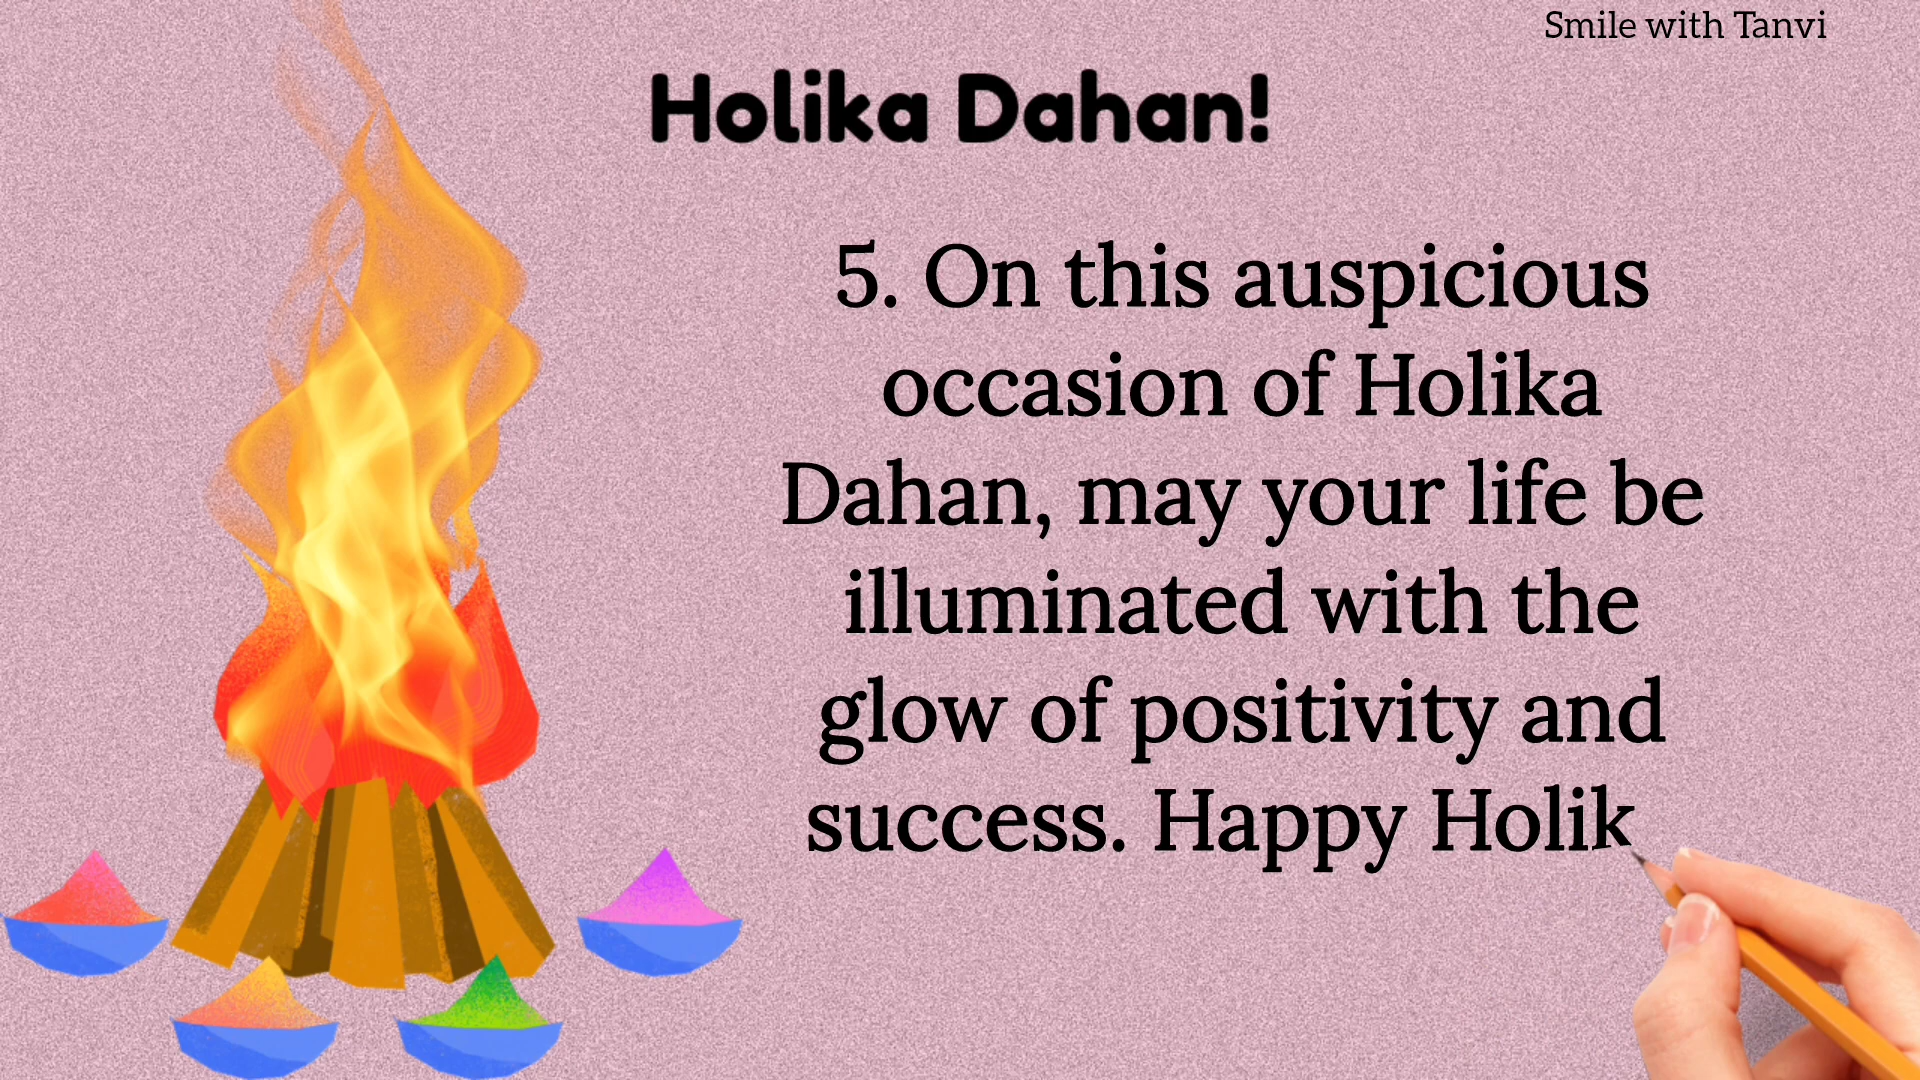 Smile with Tanvi
Holika Dahan!
5. On this auspicious
occasion of Holika
Dahan, may your life be
illuminated with the
glow of positivity and
success. Happy Holik